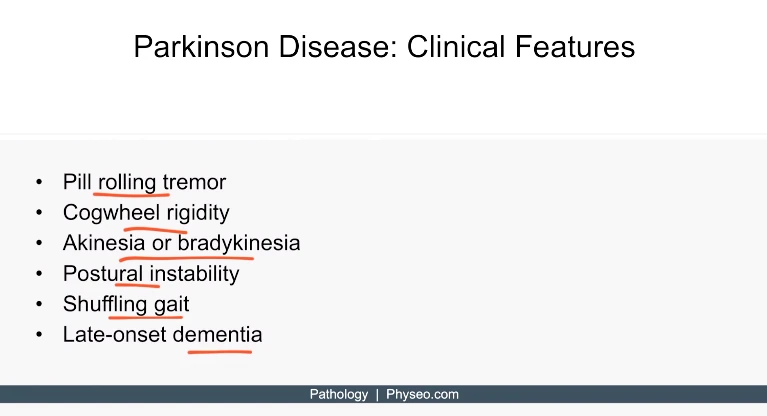 Parkinson Disease: Clinical Features
• Pill rolling tremor
• Cogwheel rigidity
• Akinesia or bradykinesia
• Postural instability
• Shuffling gait
• Late-onset dementia
Pathology | Physeo.com